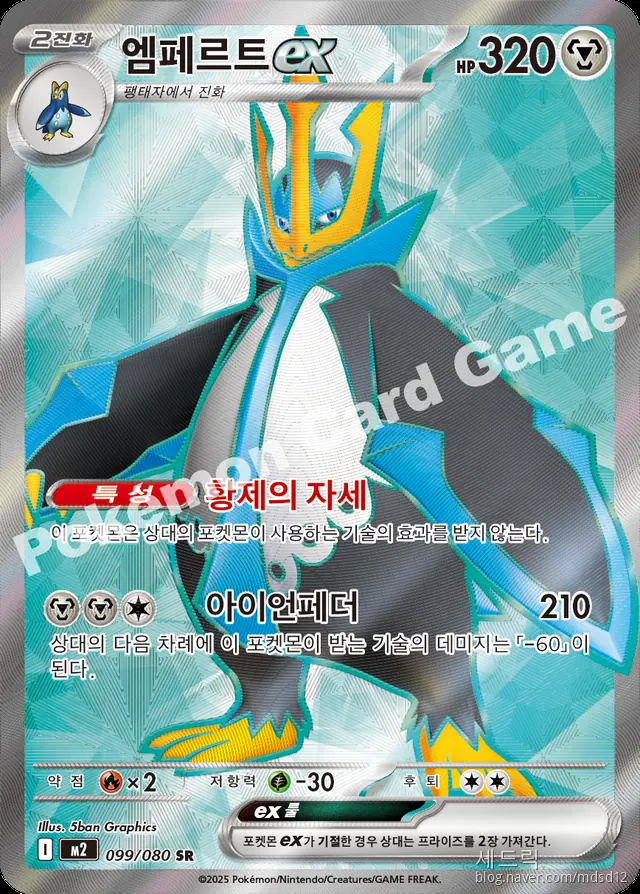 2진화
엠페르트ex
HP 320
팽태자에서 진화
Pokémon Card Game
특성 황제의 자세
이 포켓몬은 상대의 포켓몬이 사용하는 기술의 효과를 받지 않는다.
아이언페더 210
상대의 다음 차례에 이 포켓몬이 받는 기술의 데미지는 「-60」이
된다.
약점 ×2 저항력 -30 후퇴
ex 룰
포켓몬 ex가 기절한 경우 상대는 프라이즈를 2장 가져간다.
Illus. 5ban Graphics
I M2 099/080 SR
세드릭
blog.naver.com/mdsd12
©2025 Pokémon/Nintendo/Creatures/GAME FREAK.